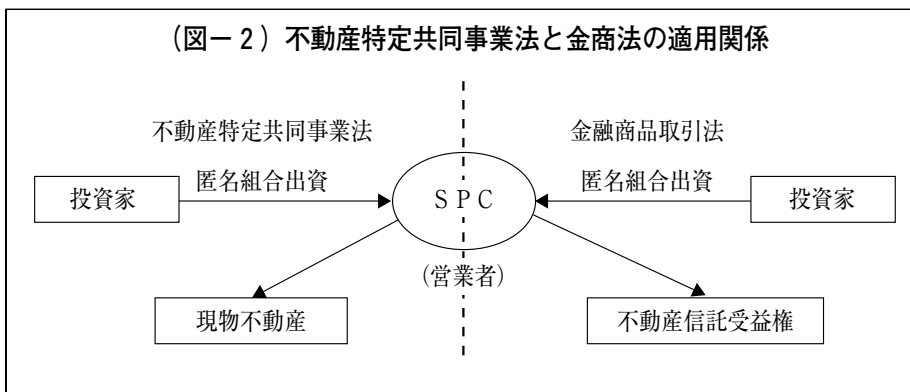 (図-2) 不動産特定共同事業法と金商法の適用関係
不動産特定共同事業法
金融商品取引法
匿名組合出資
匿名組合出資
投資家
SPC
投資家
(営業者)
現物不動産
不動産信託受益権